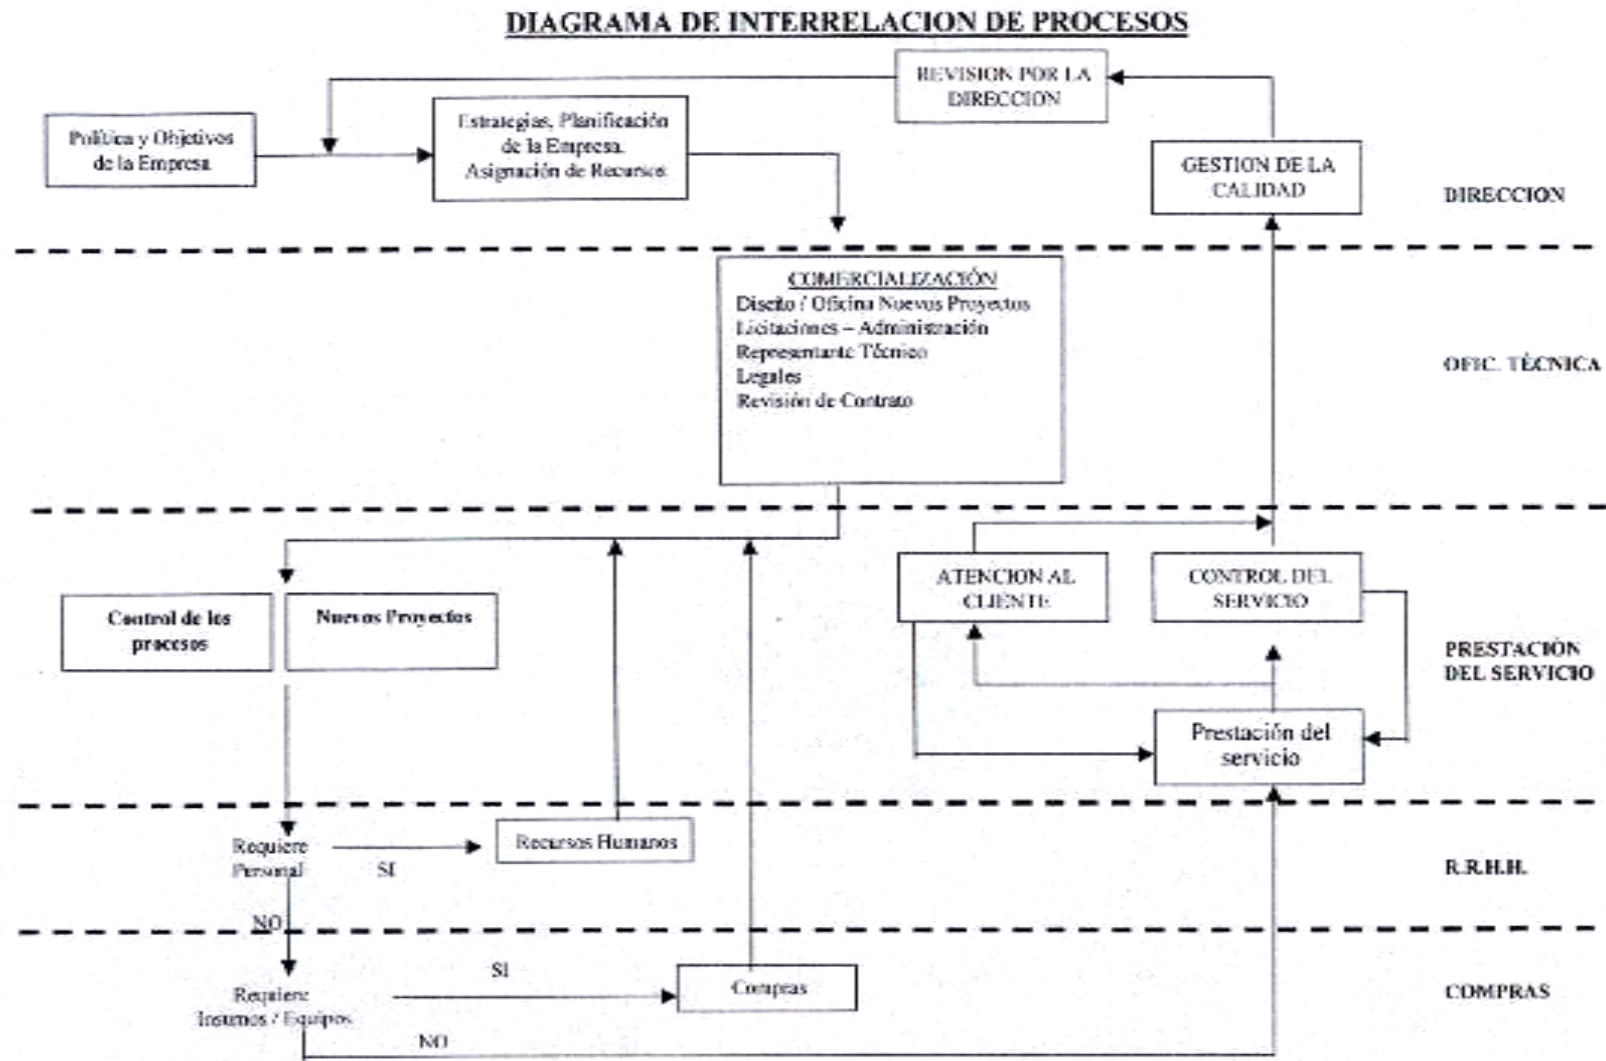 DIAGRAMA DE INTERRELACION DE PROCESOS
REVISION POR LA
DIRECCION
Política y Objetivos
de la Empresa
Estrategias, Planificación
de la Empresa.
Asignación de Recursos
GESTION DE LA
CALIDAD
DIRECCION
COMERCIALIZACIÓN
Diseño / Oficina Nuevos Proyectos
Licitaciones – Administración
Representante Técnico
Legales
Revisión de Contrato
OFIC. TÉCNICA
ATENCION AL
CLIENTE
CONTROL DEL
SERVICIO
Control de los
procesos
Nuevos Proyectos
PRESTACIÓN
DEL SERVICIO
Prestación del
servicio
Requiere
Personal
SI
Recursos Humanos
R.R.H.H.
NO
SI
Requiere
Insumos / Equipos
Compras
COMPRAS
NO